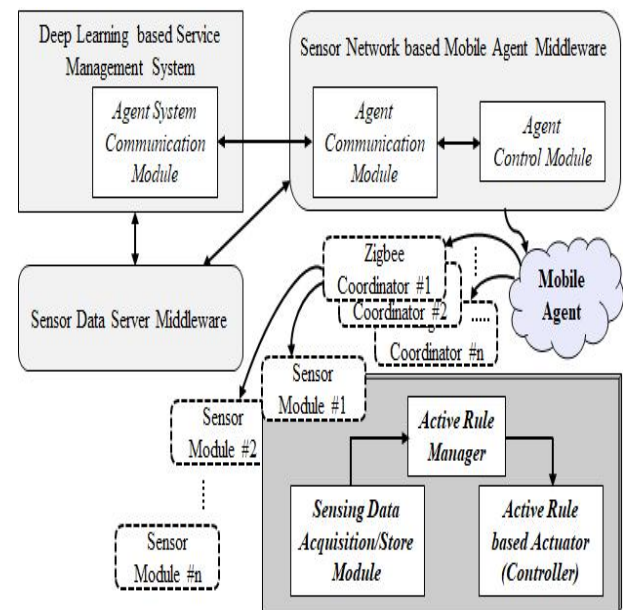 Deep Learning based Service
Management System
Agent System
Communication
Module
Sensor Network based Mobile Agent Middleware
Agent
Communication
Module
Agent
Control Module
Sensor Data Server Middleware
Zigbee
Coordinator #1
Coordinator #2
.....
Coordinator #n
Mobile
Agent
Sensor
Module #1
Sensor
Module #2
Sensor
Module #n
Active Rule
Manager
Sensing Data
Acquisition/Store
Module
Active Rule
based Actuator
(Controller)